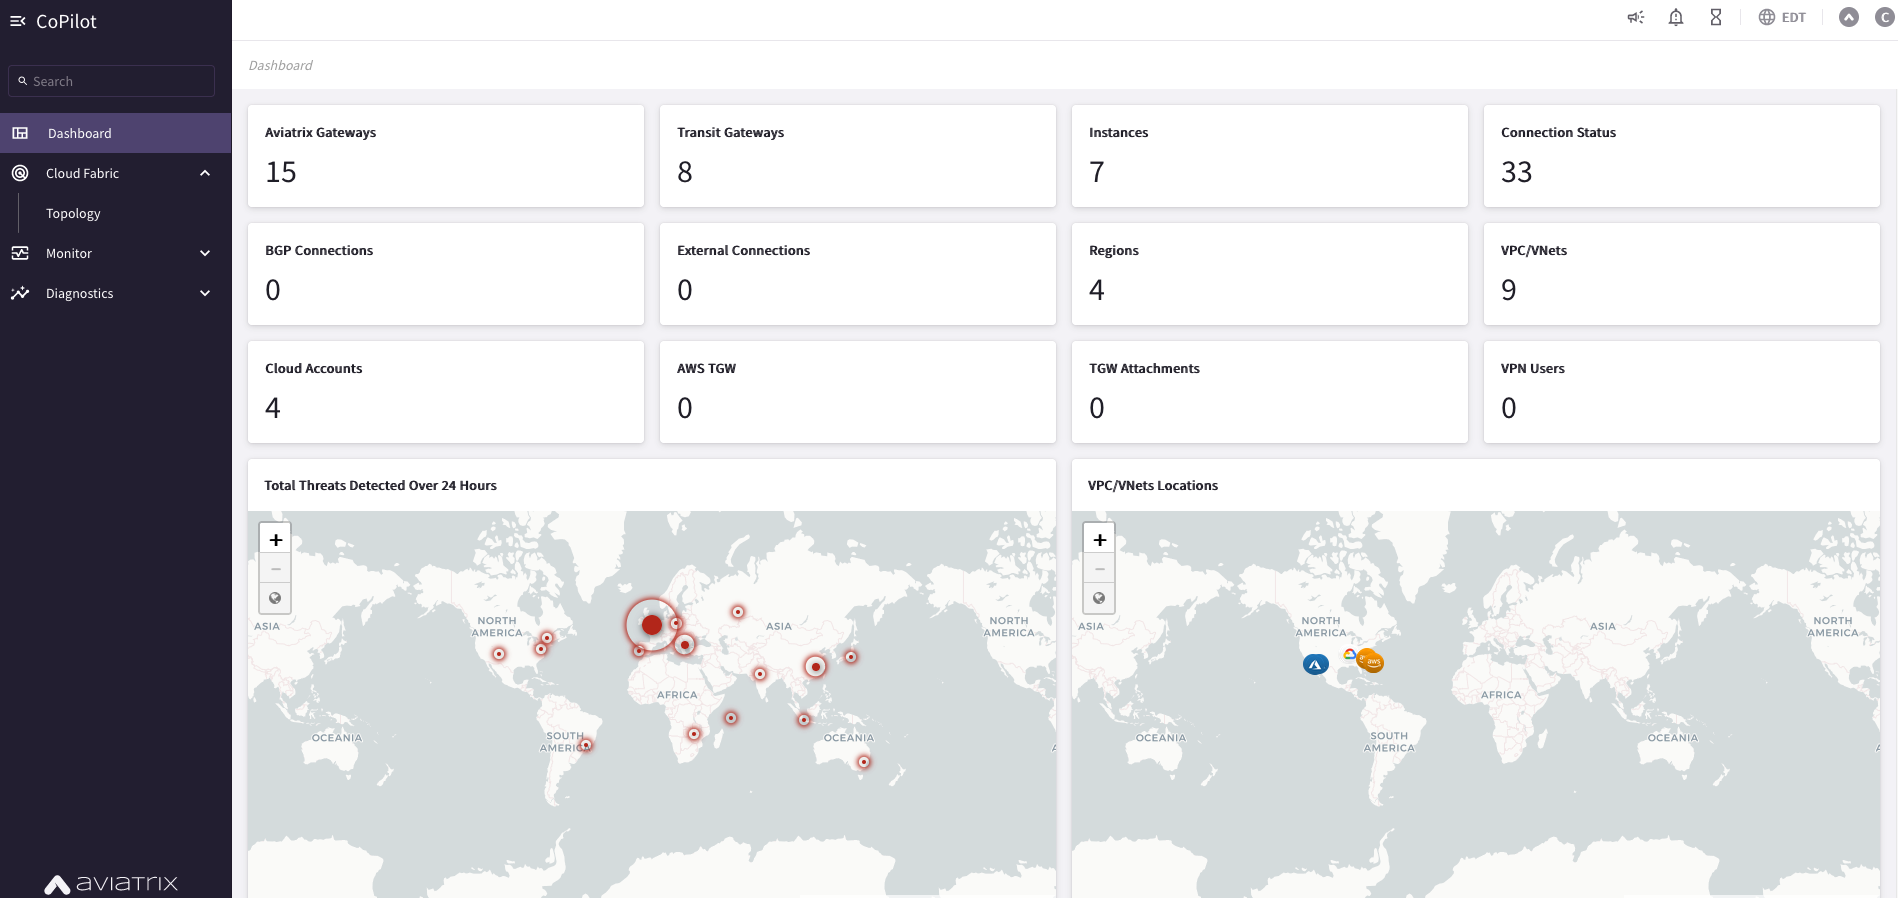 CoPilot
EDT
C
Search
Dashboard
Dashboard
Cloud Fabric
Topology
Monitor
Diagnostics
Aviatrix Gateways
15
Transit Gateways
8
Instances
7
Connection Status
33
BGP Connections
0
External Connections
0
Regions
4
VPC/VNets
9
Cloud Accounts
4
AWS TGW
0
TGW Attachments
0
VPN Users
0
Total Threats Detected Over 24 Hours
+
−
ASIA
NORTH
AMERICA
ASIA
NORTH
AMERICA
AFRICA
OCEANIA
SOUTH
AMERICA
OCEANIA
VPC/VNets Locations
+
−
ASIA
NORTH
AMERICA
ASIA
NORTH
AMERICA
aws
AFRICA
OCEANIA
SOUTH
AMERICA
OCEANIA
aviatrix